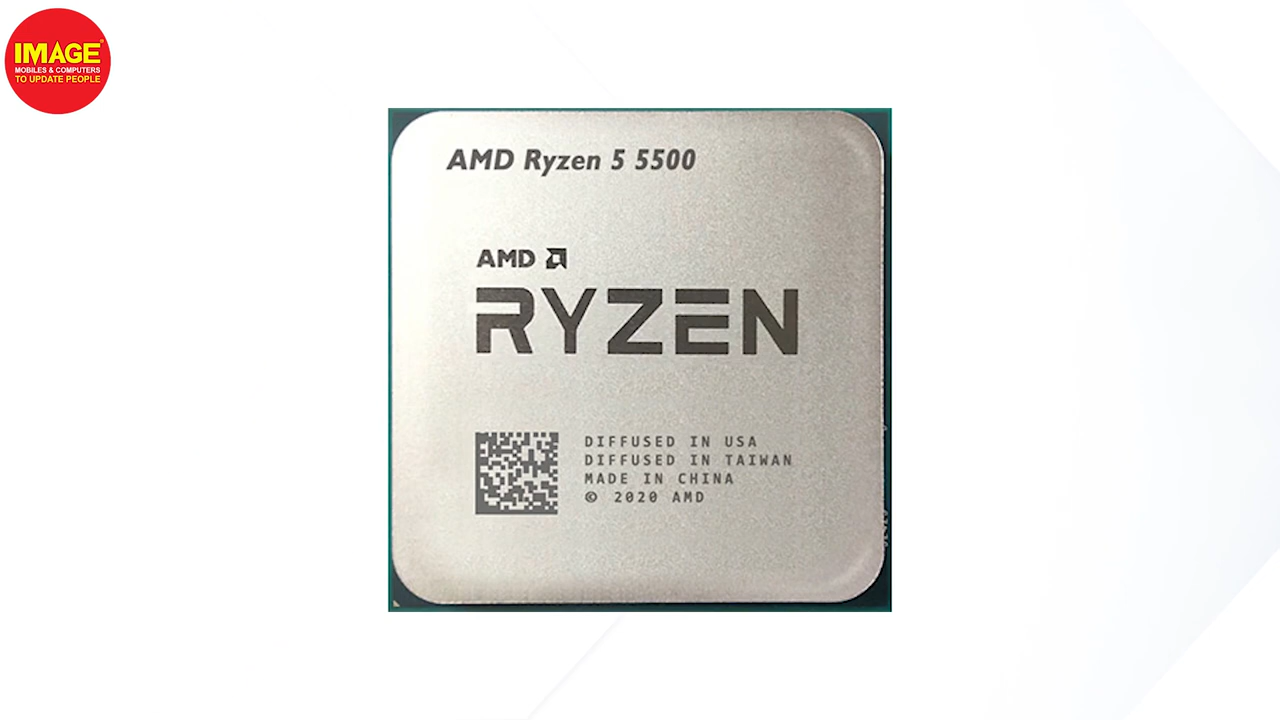 IMAGE
MOBILES & COMPUTERS
TO UPDATE PEOPLE
AMD Ryzen 5 5500
AMD
RYZEN
DIFFUSED IN USA
DIFFUSED IN TAIWAN
MADE IN CHINA
© 2020 AMD